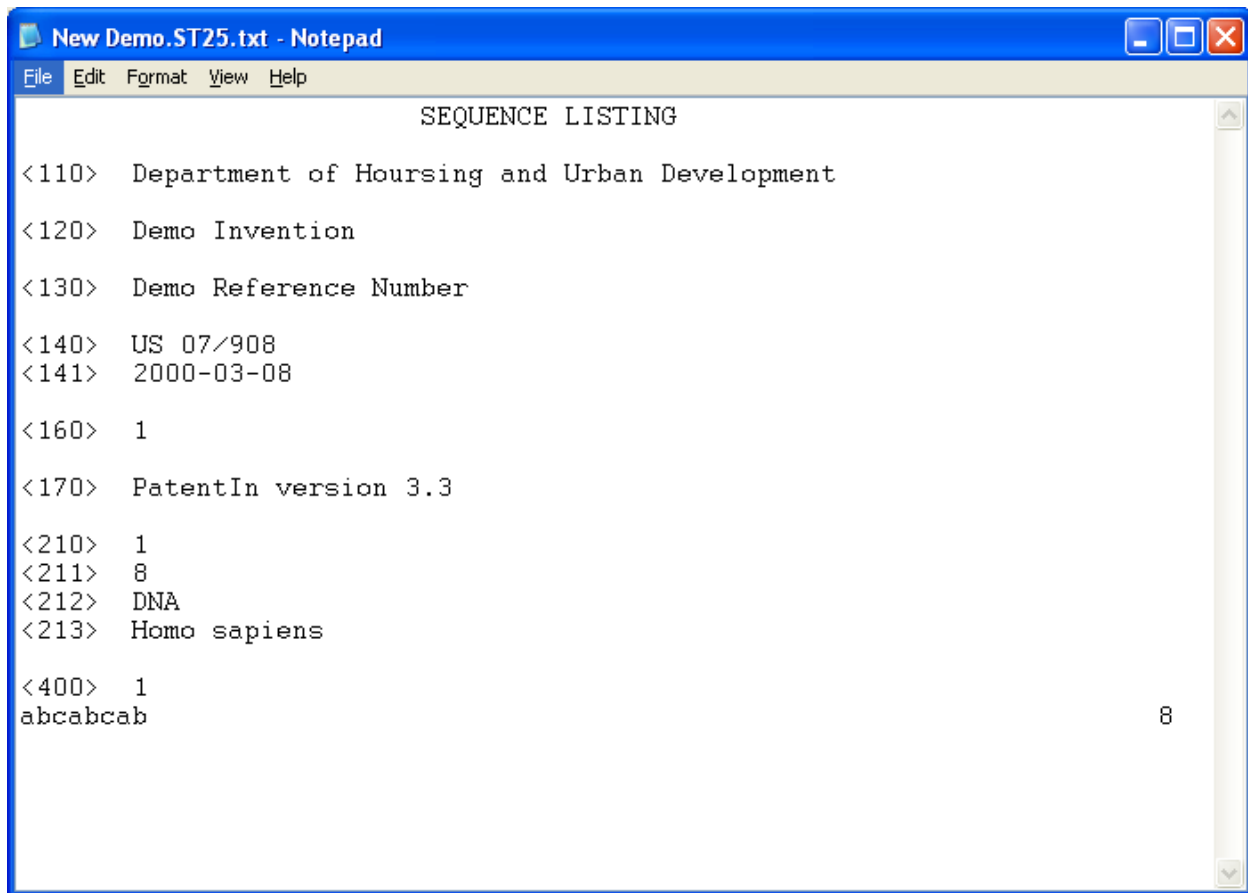 New Demo.ST25.txt - Notepad
File Edit Format View Help
SEQUENCE LISTING
<110> Department of Hoursing and Urban Development
<120> Demo Invention
<130> Demo Reference Number
<140> US 07/908
<141> 2000-03-08
<160> 1
<170> PatentIn version 3.3
<210> 1
<211> 8
<212> DNA
<213> Homo sapiens
<400> 1
abcabcab 8